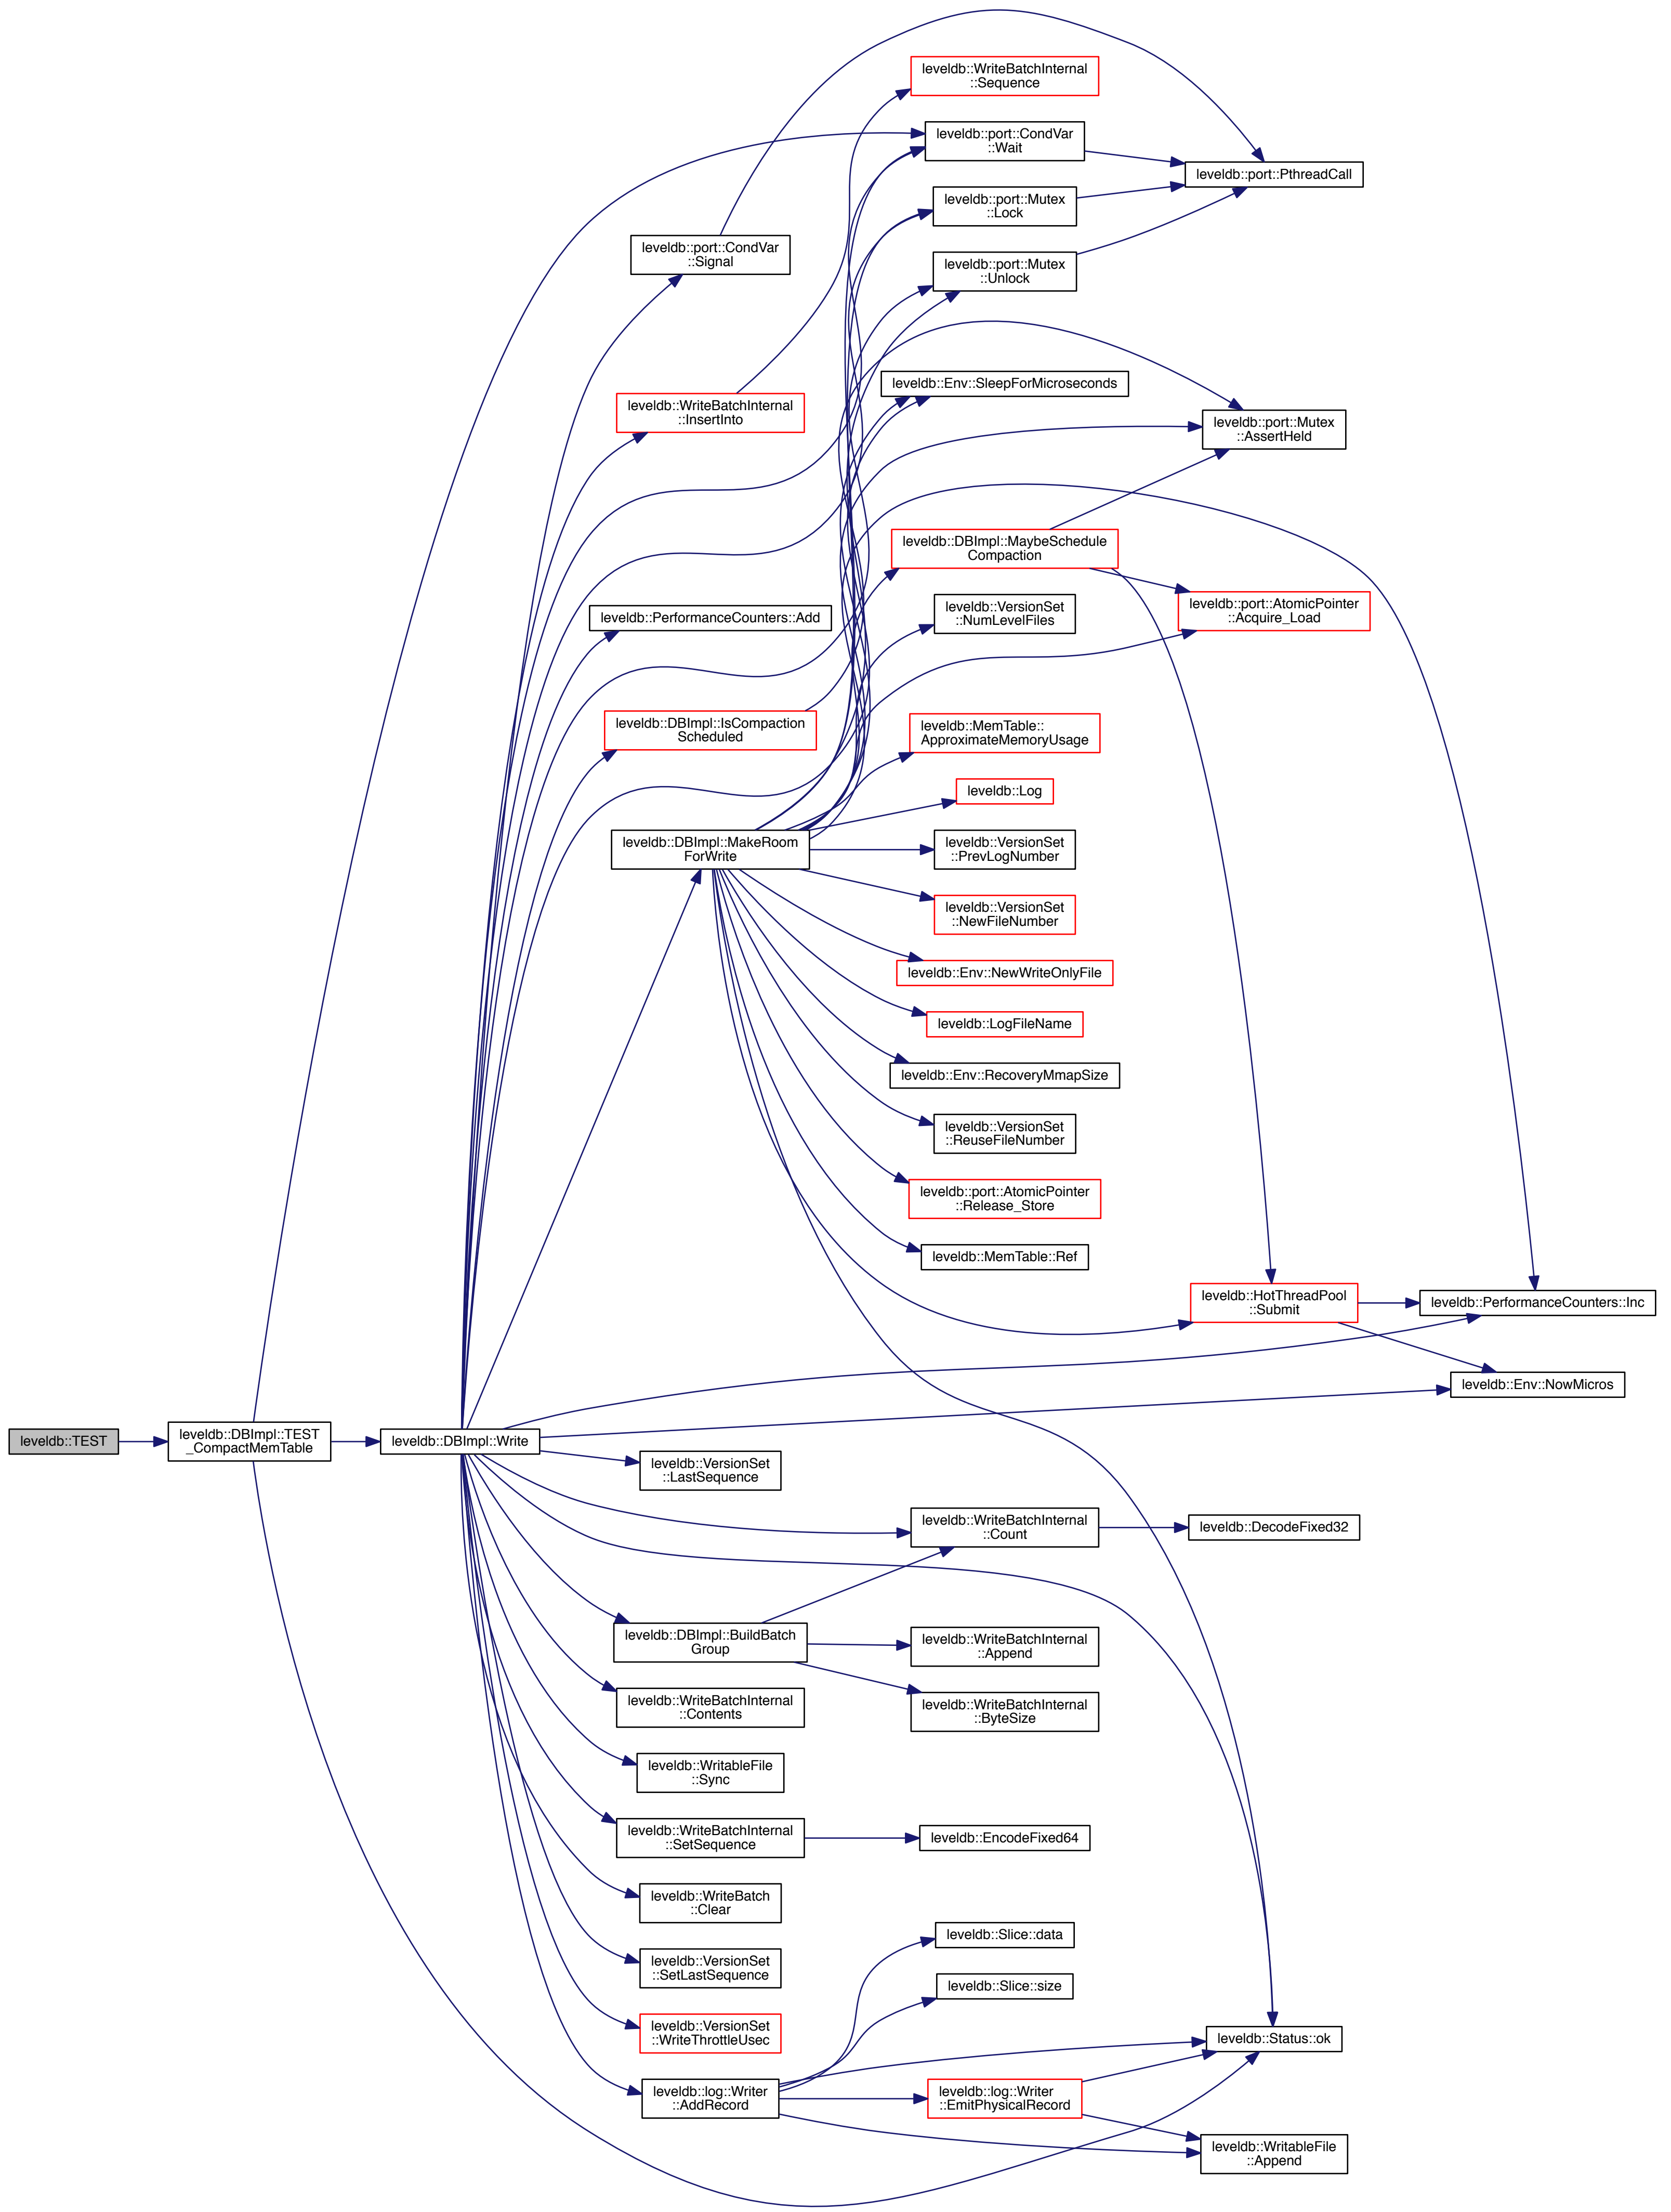 leveldb::WriteBatchInternal
::Sequence
leveldb::port::CondVar
::Wait
leveldb::port::PthreadCall
leveldb::port::Mutex
::Lock
leveldb::port::CondVar
::Signal
leveldb::port::Mutex
::Unlock
leveldb::Env::SleepForMicroseconds
leveldb::WriteBatchInternal
::InsertInto
leveldb::port::Mutex
::AssertHeld
leveldb::DBImpl::MaybeSchedule
Compaction
leveldb::PerformanceCounters::Add
leveldb::VersionSet
::NumLevelFiles
leveldb::port::AtomicPointer
::Acquire_Load
leveldb::DBImpl::IsCompaction
Scheduled
leveldb::MemTable::
ApproximateMemoryUsage
leveldb::Log
leveldb::DBImpl::MakeRoom
ForWrite
leveldb::VersionSet
::PrevLogNumber
leveldb::VersionSet
::NewFileNumber
leveldb::Env::NewWriteOnlyFile
leveldb::LogFileName
leveldb::Env::RecoveryMmapSize
leveldb::VersionSet
::ReuseFileNumber
leveldb::port::AtomicPointer
::Release_Store
leveldb::MemTable::Ref
leveldb::HotThreadPool
::Submit
leveldb::PerformanceCounters::Inc
leveldb::Env::NowMicros
leveldb::TEST
leveldb::DBImpl::TEST
_CompactMemTable
leveldb::DBImpl::Write
leveldb::VersionSet
::LastSequence
leveldb::WriteBatchInternal
::Count
leveldb::DecodeFixed32
leveldb::DBImpl::BuildBatch
Group
leveldb::WriteBatchInternal
::Append
leveldb::WriteBatchInternal
::Contents
leveldb::WriteBatchInternal
::ByteSize
leveldb::WritableFile
::Sync
leveldb::WriteBatchInternal
::SetSequence
leveldb::EncodeFixed64
leveldb::WriteBatch
::Clear
leveldb::Slice::data
leveldb::VersionSet
::SetLastSequence
leveldb::Slice::size
leveldb::VersionSet
::WriteThrottleUsec
leveldb::Status::ok
leveldb::log::Writer
::AddRecord
leveldb::log::Writer
::EmitPhysicalRecord
leveldb::WritableFile
::Append